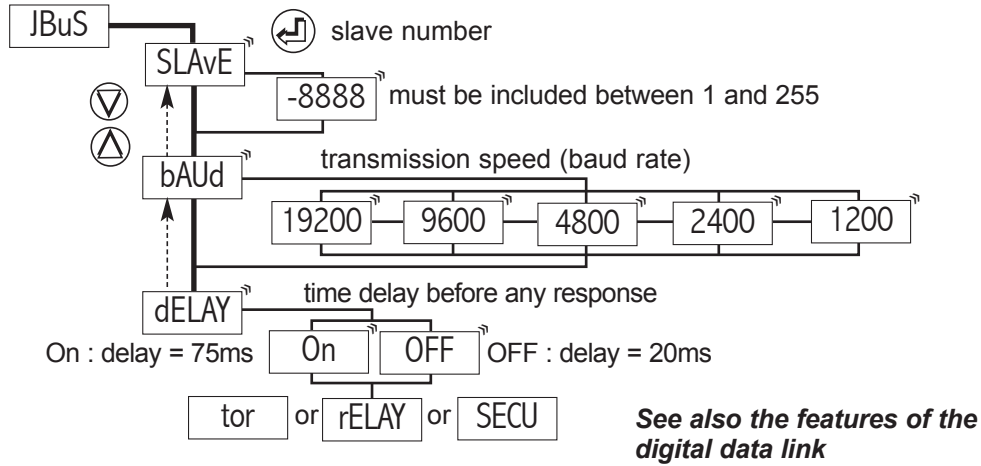 JBuS
slave number
SLAvE
-8888 must be included between 1 and 255
transmission speed (baud rate)
bAUd
19200 9600 4800 2400 1200
time delay before any response
dELAY
On : delay = 75ms On OFF OFF : delay = 20ms
tor or rELAY or SECU
See also the features of the
digital data link